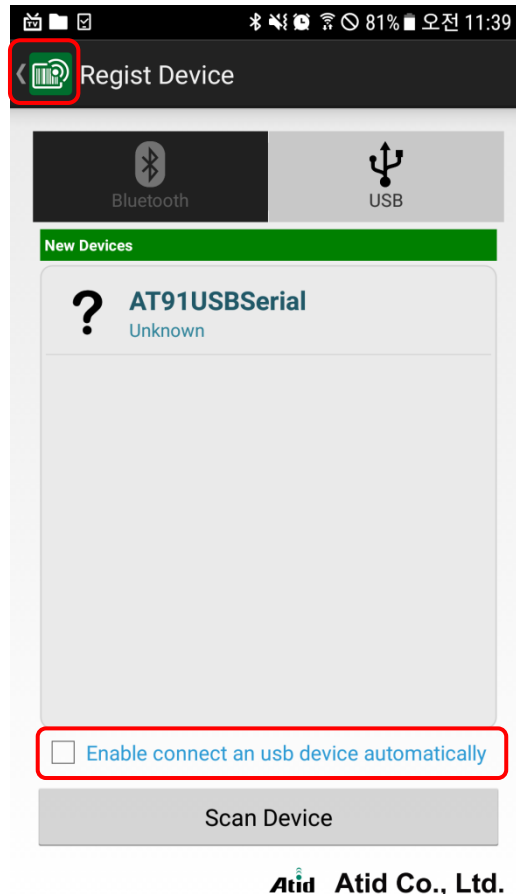 81% 오전 11:39
Regist Device
Bluetooth
USB
New Devices
?
AT91USBSerial
Unknown
Enable connect an usb device automatically
Scan Device
Atid Atid Co., Ltd.